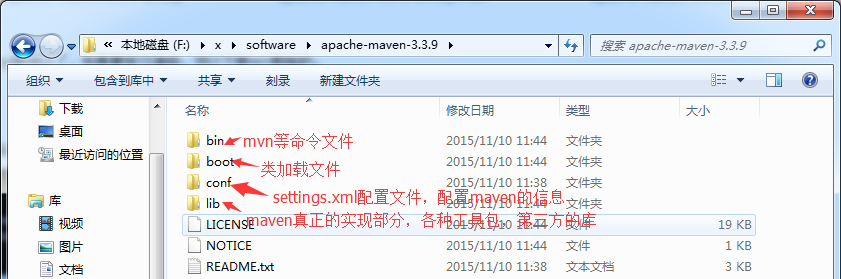 « 本地磁盘 (F:) ▸ x ▸ software ▸ apache-maven-3.3.9 ▸
搜索 apache-maven-3.3.9
组织 包含到库中 共享 刻录 新建文件夹
下载
桌面
最近访问的位置
库
视频
图片
文档
名称 修改日期 类型 大小
bin mvn等命令文件 2015/11/10 11:44 文件夹
boot 类加载文件 2015/11/10 11:44 文件夹
conf 2015/11/10 11:38 文件夹
settings.xml配置文件，配置maven的信息
lib 2015/11/10 11:44 文件夹
maven真正的实现部分，各种工具包，第三方的库
LICENSE 2015/11/10 11:44 文件 19 KB
NOTICE 2015/11/10 11:44 文件 1 KB
README.txt 2015/11/10 11:38 文本文档 3 KB